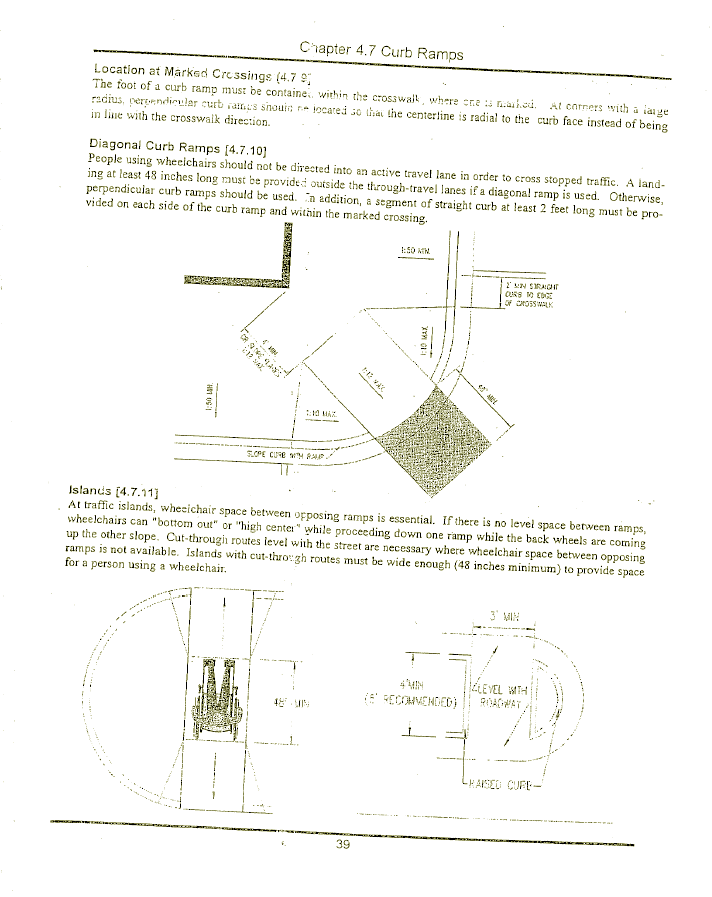 Chapter 4.7 Curb Ramps
Location at Marked Crossings [4.7.9]
The foot of a curb ramp must be contained within the crosswalk, where one is marked. At corners with a large
radius, perpendicular curb ramps should be located so that the centerline is radial to the curb face instead of being
in line with the crosswalk direction.
Diagonal Curb Ramps [4.7.10]
People using wheelchairs should not be directed into an active travel lane in order to cross stopped traffic. A land-
ing at least 48 inches long must be provided outside the through-travel lanes if a diagonal ramp is used. Otherwise,
perpendicular curb ramps should be used. In addition, a segment of straight curb at least 2 feet long must be pro-
vided on each side of the curb ramp and within the marked crossing.
1:50 MIN.
2' MIN STRAIGHT
CURB TO EDGE
OF CROSSWALK
1:10 MAX.
4' MIN.
OR SLOPE PLANES
1:12 MAX.
1:12 MAX.
48" MIN.
1:50 MIN.
1:10 MAX.
SLOPE CURB WITH RAMP
Islands [4.7.11]
At traffic islands, wheelchair space between opposing ramps is essential. If there is no level space between ramps,
wheelchairs can "bottom out" or "high center" while proceeding down one ramp while the back wheels are coming
up the other slope. Cut-through routes level with the street are necessary where wheelchair space between opposing
ramps is not available. Islands with cut-through routes must be wide enough (48 inches minimum) to provide space
for a person using a wheelchair.
3' MIN
48" MIN
4'MIN
(5' RECOMMENDED)
LEVEL WITH
ROADWAY
RAISED CURB
39